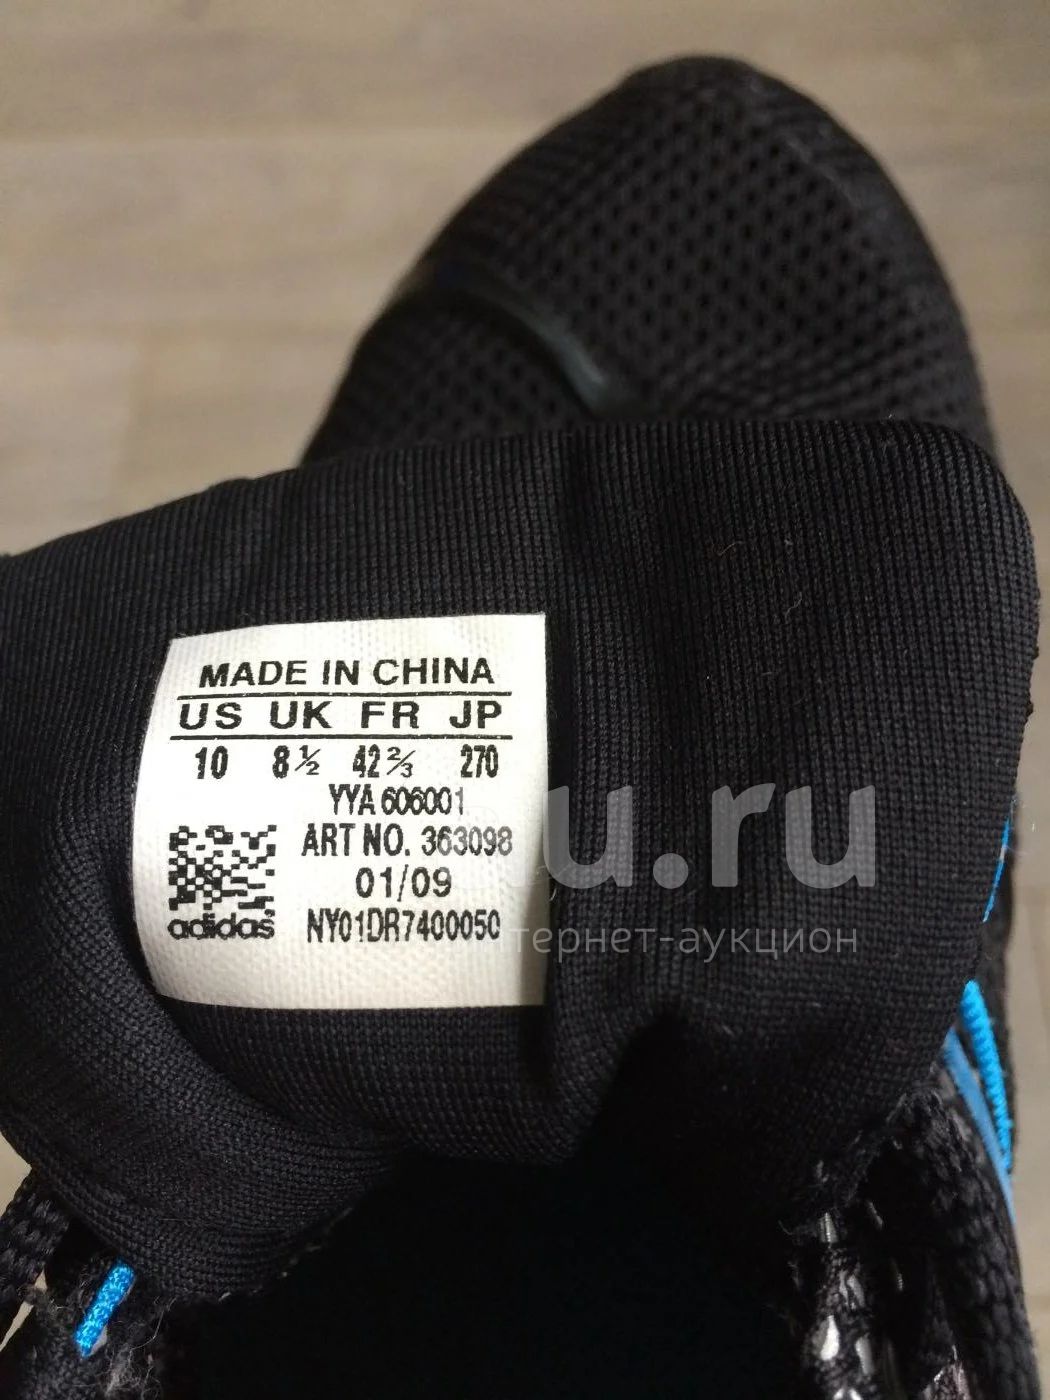 MADE IN CHINA
US UK FR JP
10 8½ 42⅔ 270
YYA 606001
ART NO. 363098
01/09
adidas NY01DR7400050
au.ru
тернет-аукцион